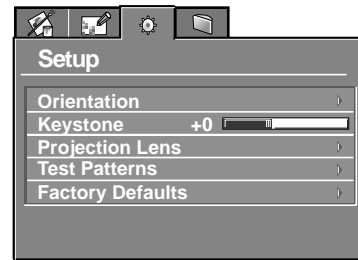 Setup
Orientation
Keystone +0
Projection Lens
Test Patterns
Factory Defaults